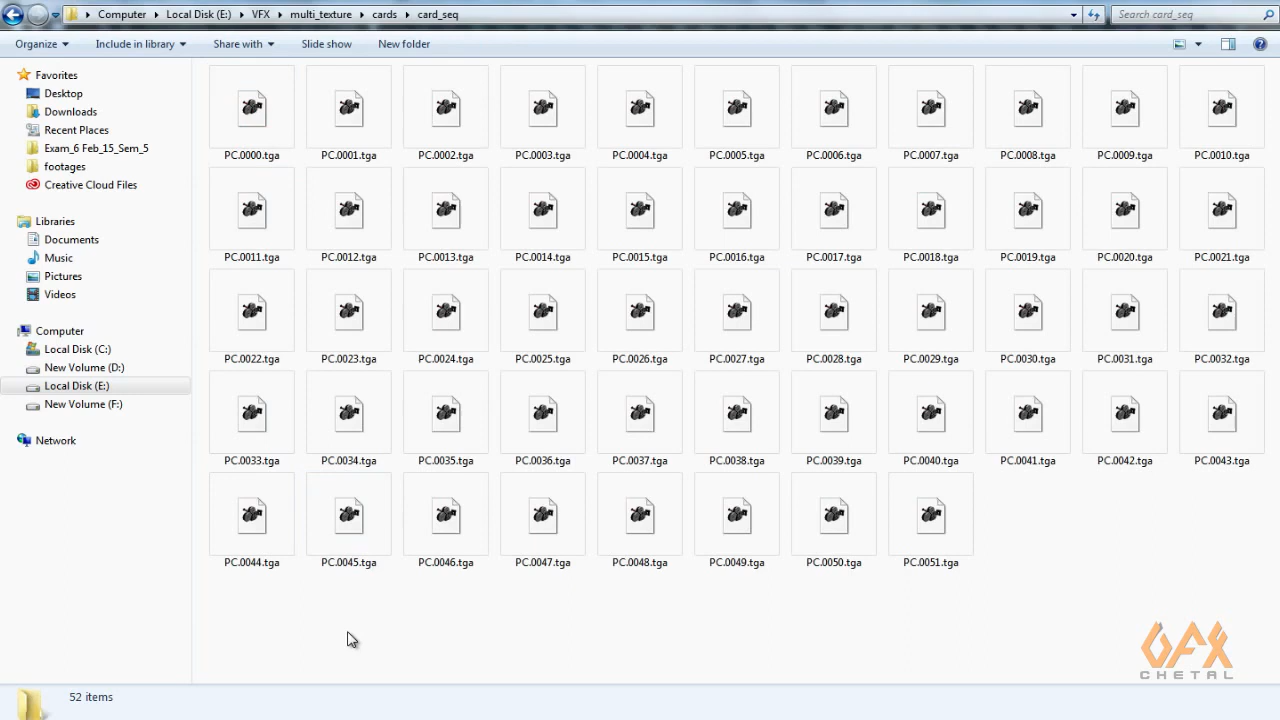 Computer ▸ Local Disk (E:) ▸ VFX ▸ multi_texture ▸ cards ▸ card_seq
Search card_seq
Organize
Include in library
Share with
Slide show
New folder
Favorites
Desktop
Downloads
Recent Places
Exam_6 Feb_15_Sem_5
footages
Creative Cloud Files
Libraries
Documents
Music
Pictures
Videos
Computer
Local Disk (C:)
New Volume (D:)
Local Disk (E:)
New Volume (F:)
Network
PC.0000.tga PC.0001.tga PC.0002.tga PC.0003.tga PC.0004.tga PC.0005.tga PC.0006.tga PC.0007.tga PC.0008.tga PC.0009.tga PC.0010.tga
PC.0011.tga PC.0012.tga PC.0013.tga PC.0014.tga PC.0015.tga PC.0016.tga PC.0017.tga PC.0018.tga PC.0019.tga PC.0020.tga PC.0021.tga
PC.0022.tga PC.0023.tga PC.0024.tga PC.0025.tga PC.0026.tga PC.0027.tga PC.0028.tga PC.0029.tga PC.0030.tga PC.0031.tga PC.0032.tga
PC.0033.tga PC.0034.tga PC.0035.tga PC.0036.tga PC.0037.tga PC.0038.tga PC.0039.tga PC.0040.tga PC.0041.tga PC.0042.tga PC.0043.tga
PC.0044.tga PC.0045.tga PC.0046.tga PC.0047.tga PC.0048.tga PC.0049.tga PC.0050.tga PC.0051.tga
VFX
CHETAL
52 items